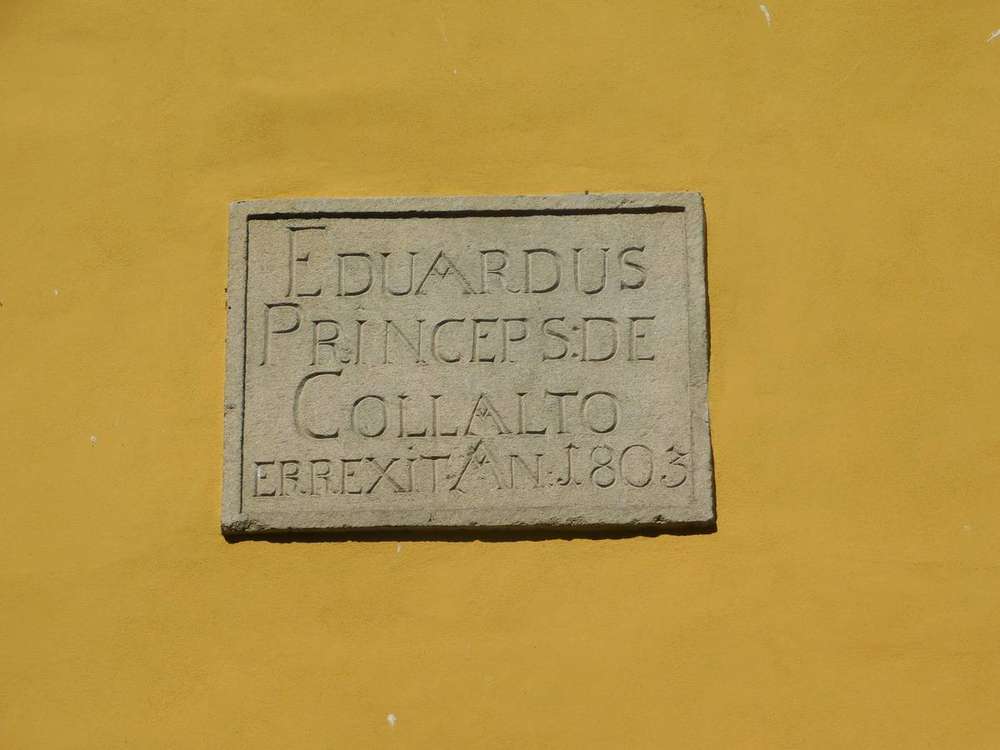 EDUARDUS
PRINCEPS:DE
COLLALTO
ERREXIT·AN:1803